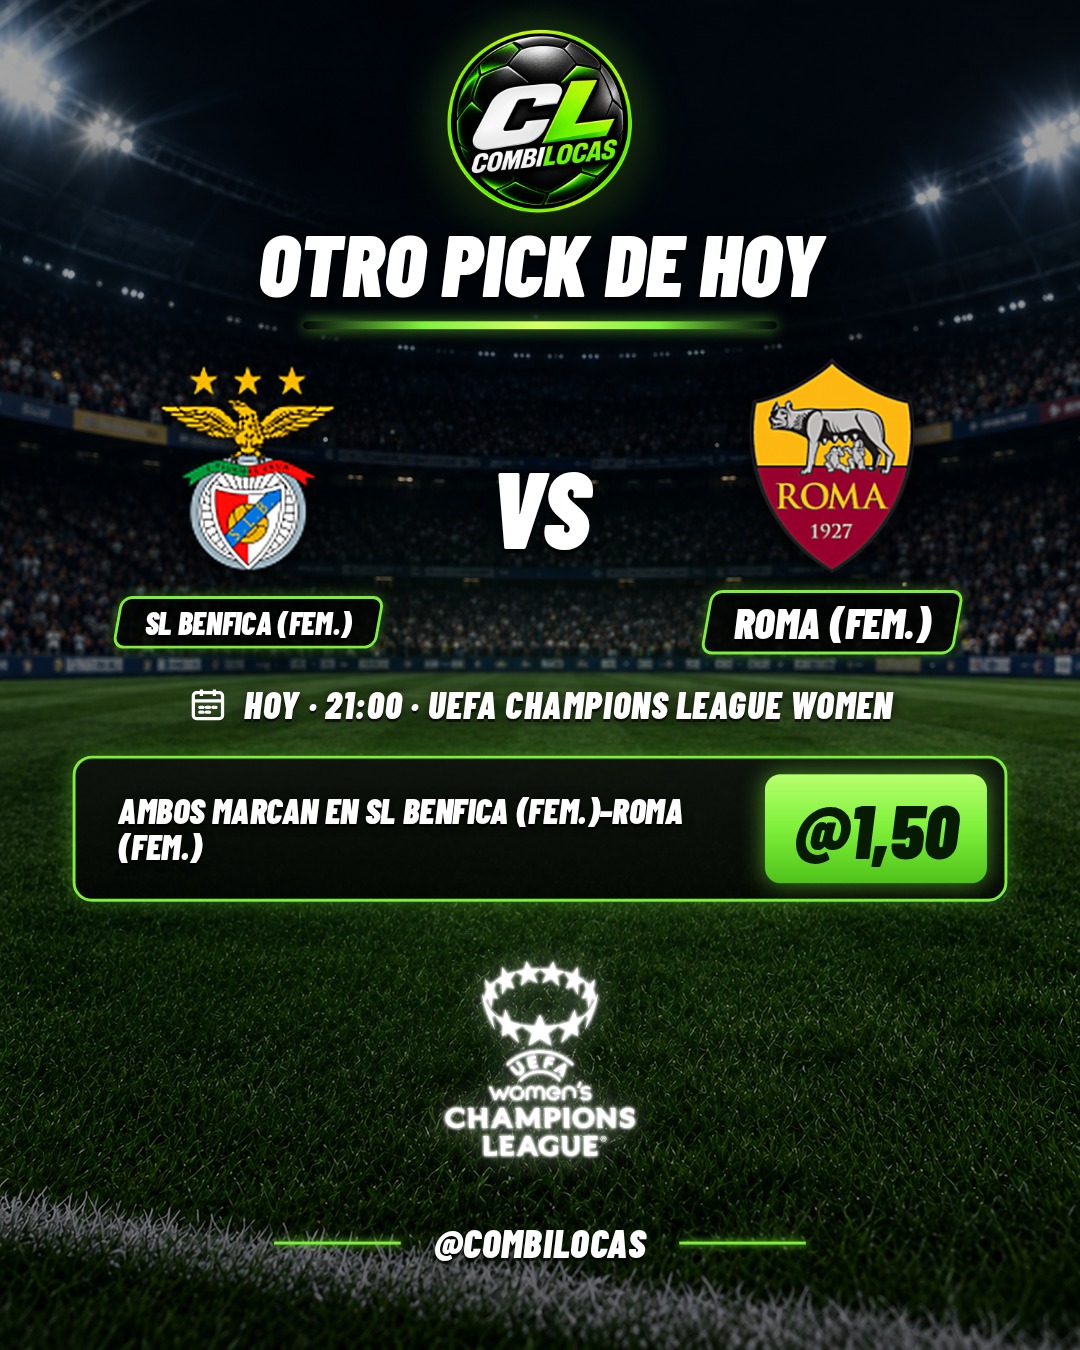 CL
COMBILOCAS
OTRO PICK DE HOY
VS
SLB
ROMA
1927
SL BENFICA (FEM.)
ROMA (FEM.)
HOY · 21:00 · UEFA CHAMPIONS LEAGUE WOMEN
AMBOS MARCAN EN SL BENFICA (FEM.)-ROMA
(FEM.)
@1,50
UEFA
women's
CHAMPIONS
LEAGUE®
@COMBILOCAS